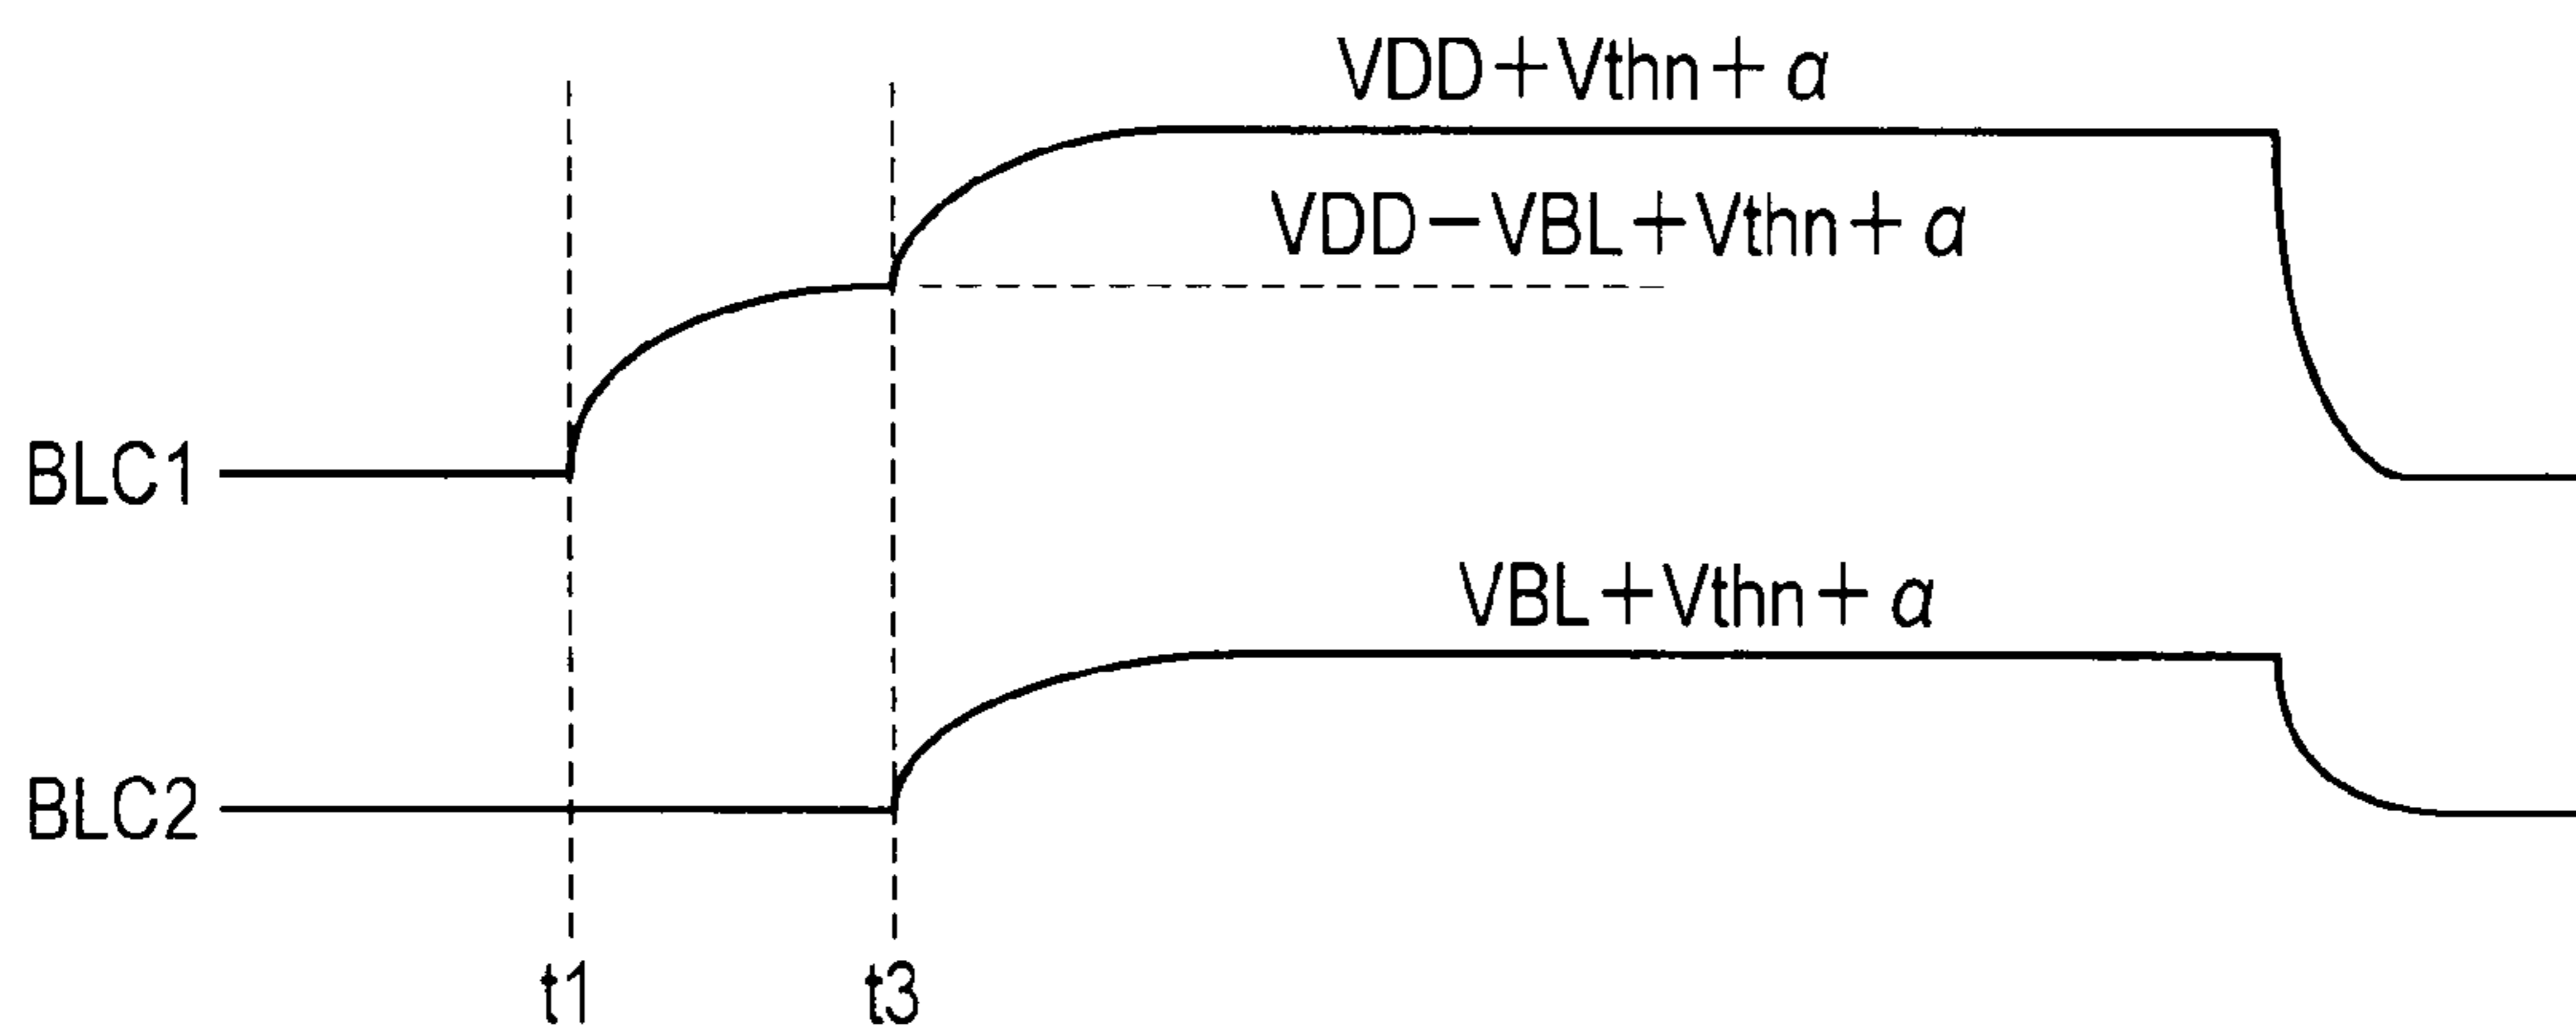 VDD+Vthn+α
VDD−VBL+Vthn+α
BLC1
VBL+Vthn+α
BLC2
t1 t3